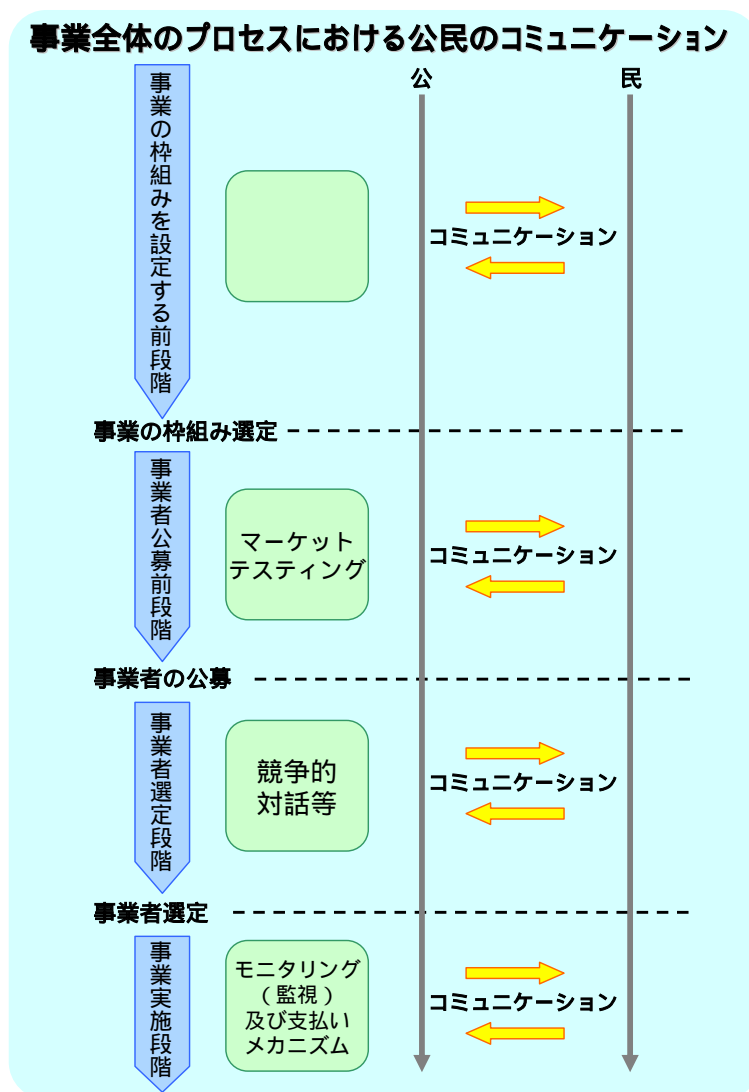 事業全体のプロセスにおける公民のコミュニケーション
公
民
事業の枠組みを設定する前段階
コミュニケーション
事業の枠組み選定
事業者公募前段階
マーケット
テスティング
コミュニケーション
事業者の公募
事業者選定段階
競争的
対話等
コミュニケーション
事業者選定
事業実施段階
モニタリング
（監視）
及び支払い
メカニズム
コミュニケーション